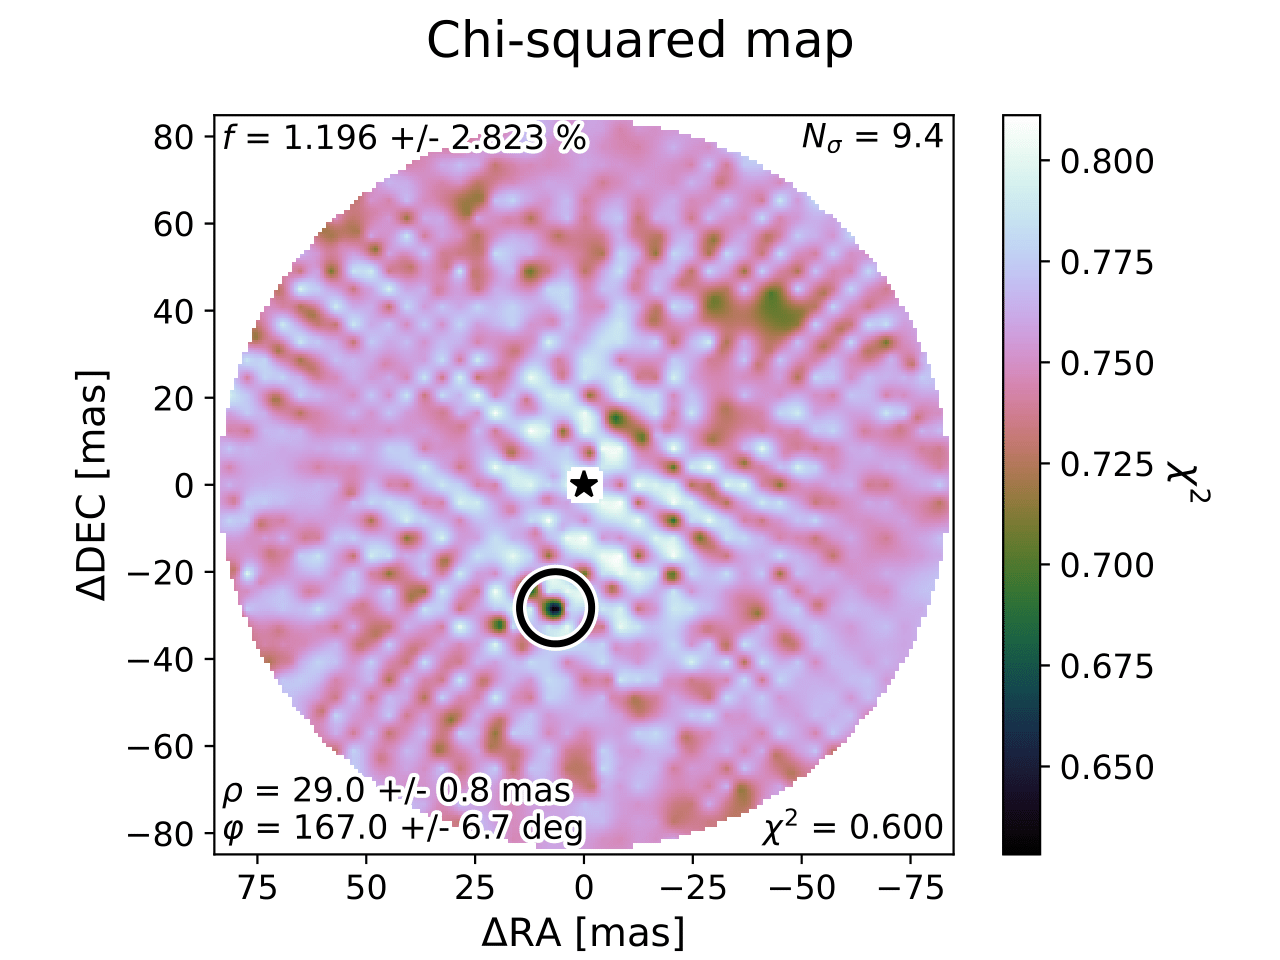 Chi-squared map
f = 1.196 +/- 2.823 %
N_σ = 9.4
80
60
40
20
0
−20
−40
−60
−80
ΔDEC [mas]
ρ = 29.0 +/- 0.8 mas
φ = 167.0 +/- 6.7 deg
χ² = 0.600
75
50
25
0
−25
−50
−75
ΔRA [mas]
0.800
0.775
0.750
0.725
0.700
0.675
0.650
χ²